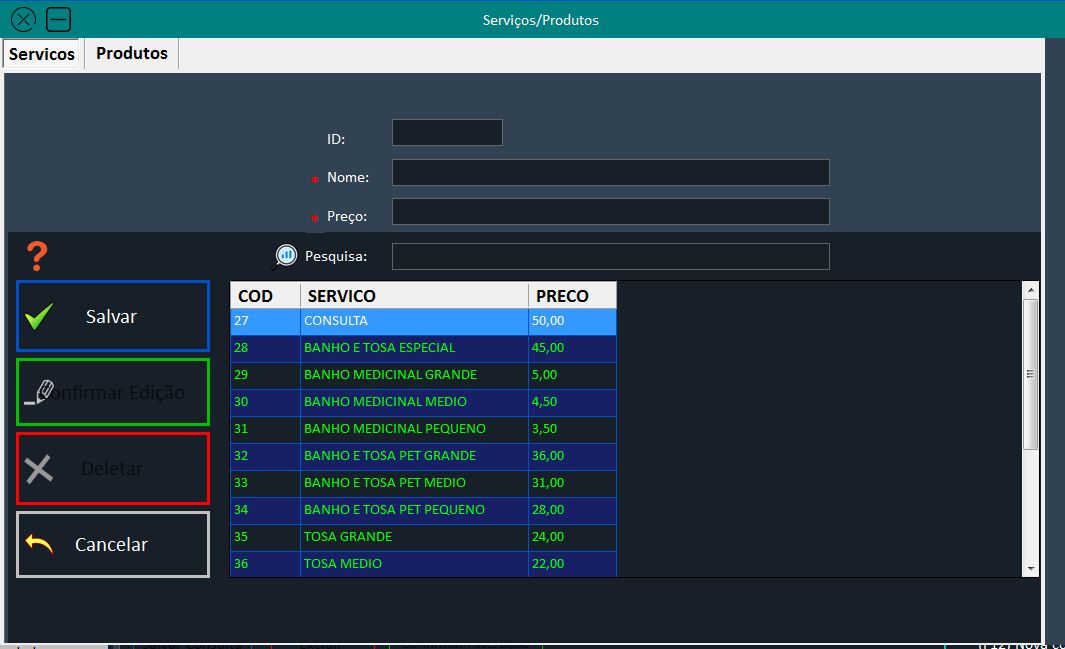 Serviços/Produtos
Servicos Produtos
ID:
* Nome:
* Preço:
? Pesquisa:
Salvar
Confirmar Edição
Deletar
Cancelar
COD SERVICO PRECO
27 CONSULTA 50,00
28 BANHO E TOSA ESPECIAL 45,00
29 BANHO MEDICINAL GRANDE 5,00
30 BANHO MEDICINAL MEDIO 4,50
31 BANHO MEDICINAL PEQUENO 3,50
32 BANHO E TOSA PET GRANDE 36,00
33 BANHO E TOSA PET MEDIO 31,00
34 BANHO E TOSA PET PEQUENO 28,00
35 TOSA GRANDE 24,00
36 TOSA MEDIO 22,00